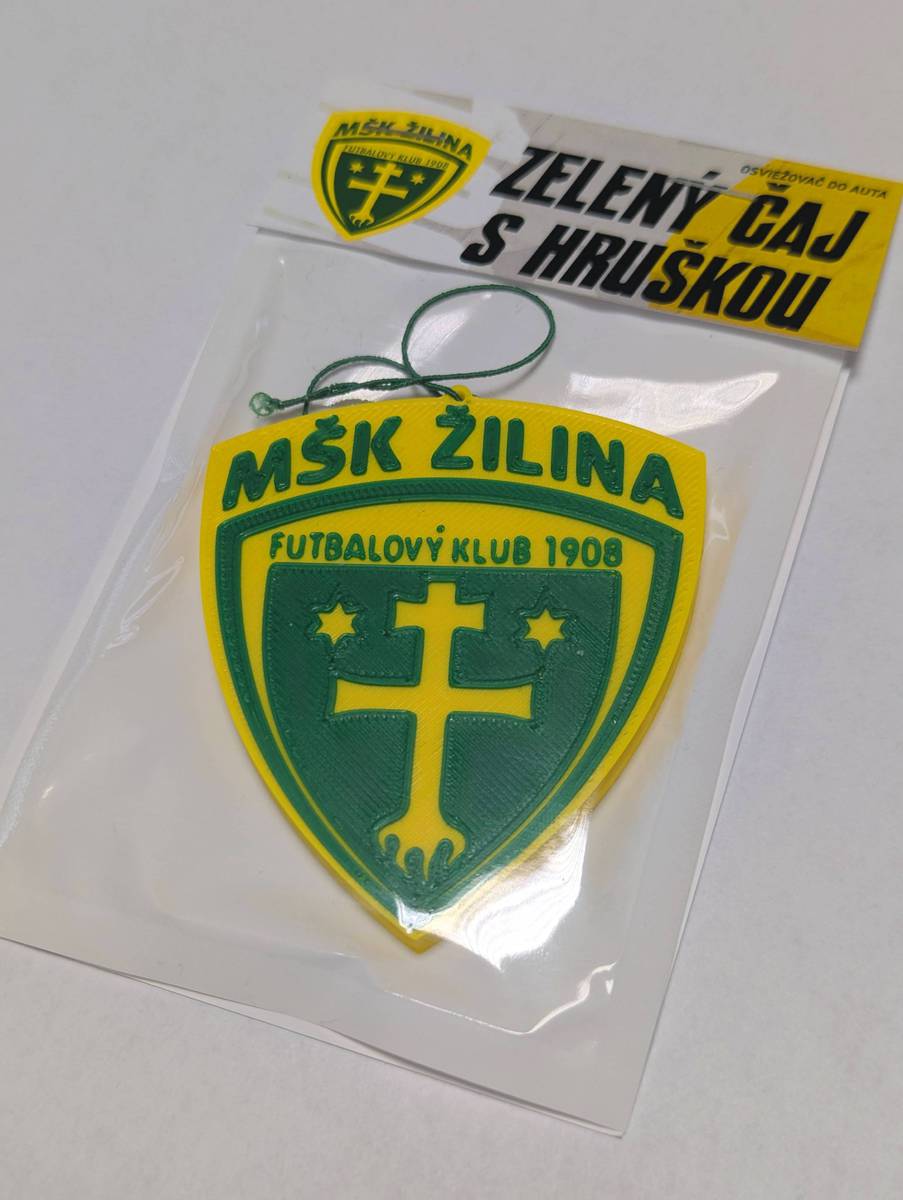 MŠK ŽILINA
FUTBALOVÝ KLUB 1908
OSVIEŽOVAČ DO AUTA
ZELENÝ ČAJ
S HRUŠKOU
MŠK ŽILINA
FUTBALOVÝ KLUB 1908